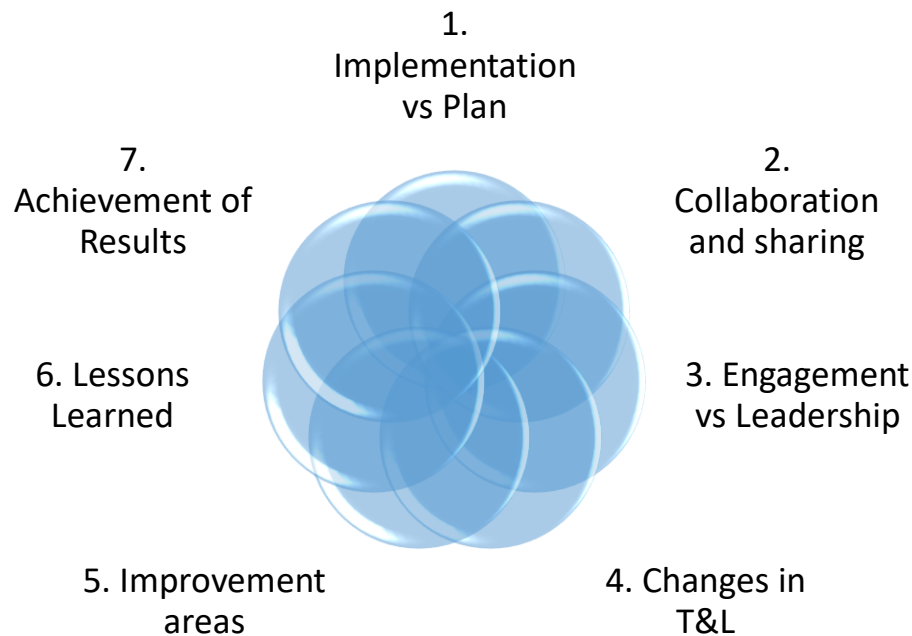 1.
Implementation
vs Plan
2.
Collaboration
and sharing
3. Engagement
vs Leadership
4. Changes in
T&L
5. Improvement
areas
6. Lessons
Learned
7.
Achievement of
Results